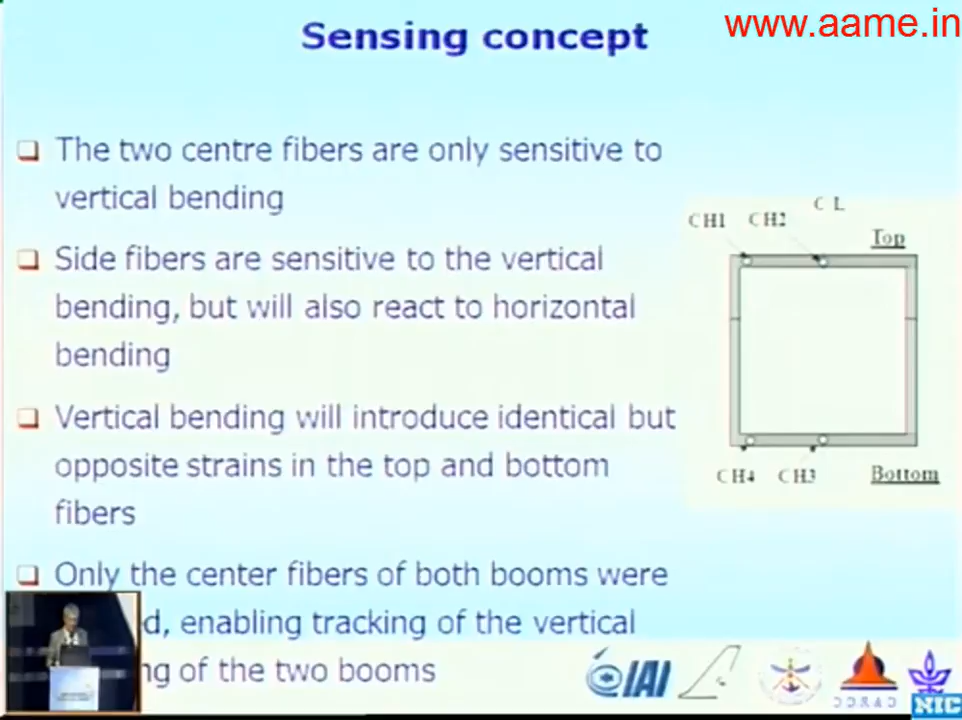 www.aame.in
Sensing concept
The two centre fibers are only sensitive to
vertical bending
Side fibers are sensitive to the vertical
bending, but will also react to horizontal
bending
Vertical bending will introduce identical but
opposite strains in the top and bottom
fibers
Only the center fibers of both booms were
d, enabling tracking of the vertical
ng of the two booms
C L
CH1 CH2
Top
CH4 CH3
Bottom
IAI
NIC